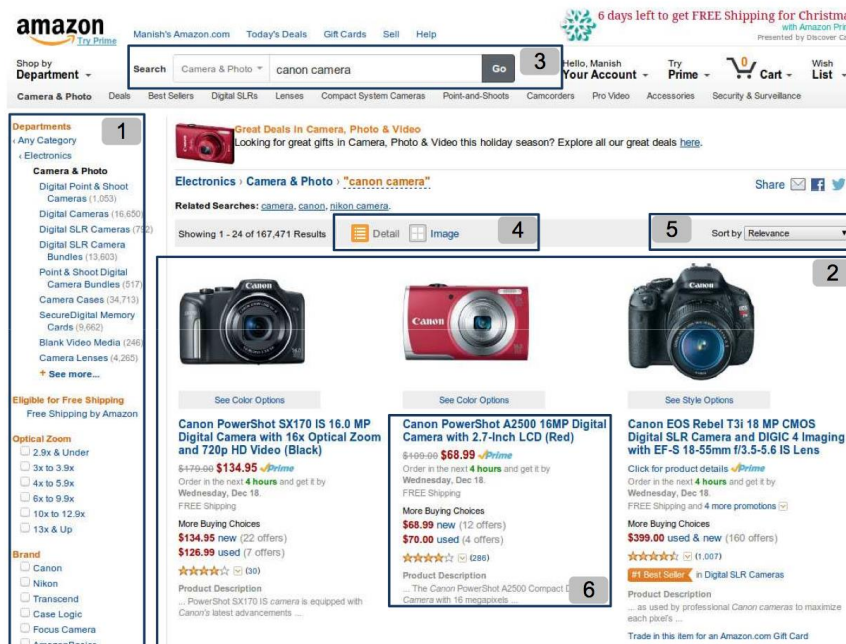 amazon
Try Prime
Manish's Amazon.com Today's Deals Gift Cards Sell Help
6 days left to get FREE Shipping for Christma
with Amazon Prim
Presented by Discover Ca
Shop by
Department
Search Camera & Photo canon camera Go 3
Hello, Manish
Your Account
Try
Prime
0
Cart
Wish
List
Camera & Photo Deals Best Sellers Digital SLRs Lenses Compact System Cameras Point-and-Shoots Camcorders Pro Video Accessories Security & Surveillance
1
Departments
‹ Any Category
‹ Electronics
Camera & Photo
Digital Point & Shoot
Cameras (1,053)
Digital Cameras (16,650)
Digital SLR Cameras (792)
Digital SLR Camera
Bundles (13,603)
Point & Shoot Digital
Camera Bundles (517)
Camera Cases (34,713)
SecureDigital Memory
Cards (9,662)
Blank Video Media (246)
Camera Lenses (4,265)
+ See more...
Eligible for Free Shipping
Free Shipping by Amazon
Optical Zoom
2.9x & Under
3x to 3.9x
4x to 5.9x
6x to 9.9x
10x to 12.9x
13x & Up
Brand
Canon
Nikon
Transcend
Case Logic
Focus Camera
AmazonBasics
Great Deals in Camera, Photo & Video
Looking for great gifts in Camera, Photo & Video this holiday season? Explore all our great deals here.
Electronics › Camera & Photo › "canon camera"
Share
Related Searches: camera, canon, nikon camera.
Showing 1 - 24 of 167,471 Results Detail Image 4
5 Sort by Relevance
2
Canon
See Color Options
Canon PowerShot SX170 IS 16.0 MP
Digital Camera with 16x Optical Zoom
and 720p HD Video (Black)
$179.00 $134.95 Prime
Order in the next 4 hours and get it by
Wednesday, Dec 18.
FREE Shipping
More Buying Choices
$134.95 new (22 offers)
$126.99 used (7 offers)
(30)
Product Description
... PowerShot SX170 IS camera is equipped with
Canon's latest advancements ...
Canon
See Color Options
Canon PowerShot A2500 16MP Digital
Camera with 2.7-Inch LCD (Red)
$109.00 $68.99 Prime
Order in the next 4 hours and get it by
Wednesday, Dec 18.
FREE Shipping
More Buying Choices
$68.99 new (12 offers)
$70.00 used (4 offers)
(286)
Product Description
... The Canon PowerShot A2500 Compact D
Camera with 16 megapixels ...
6
Canon
See Style Options
Canon EOS Rebel T3i 18 MP CMOS
Digital SLR Camera and DIGIC 4 Imaging
with EF-S 18-55mm f/3.5-5.6 IS Lens
Click for product details Prime
Order in the next 4 hours and get it by
Wednesday, Dec 18.
FREE Shipping and 4 more promotions
More Buying Choices
$399.00 used & new (160 offers)
(1,007)
#1 Best Seller in Digital SLR Cameras
Product Description
... as used by professional Canon cameras to maximize
each pixel's ...
Trade in this item for an Amazon.com Gift Card